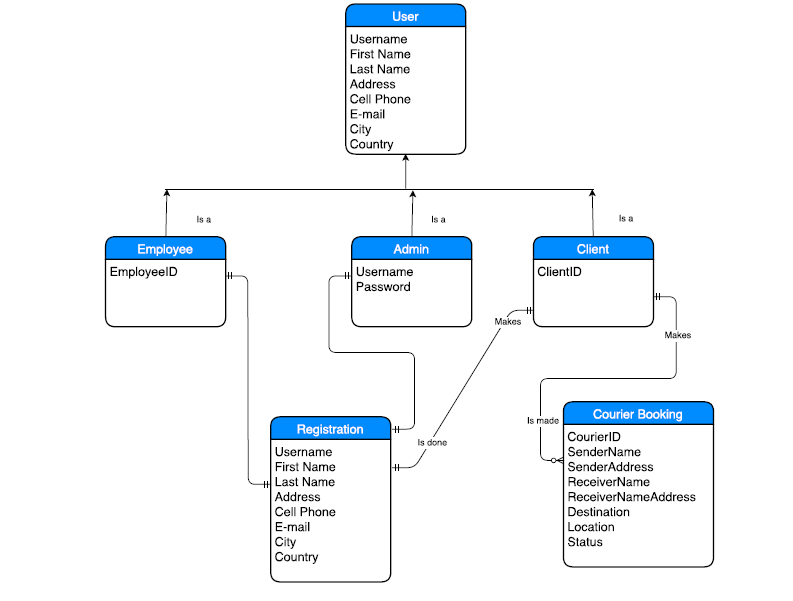 User
Username
First Name
Last Name
Address
Cell Phone
E-mail
City
Country
Is a
Is a
Is a
Employee
EmployeeID
Admin
Username
Password
Client
ClientID
Makes
Makes
Is done
Is made
Registration
Username
First Name
Last Name
Address
Cell Phone
E-mail
City
Country
Courier Booking
CourierID
SenderName
SenderAddress
ReceiverName
ReceiverNameAddress
Destination
Location
Status